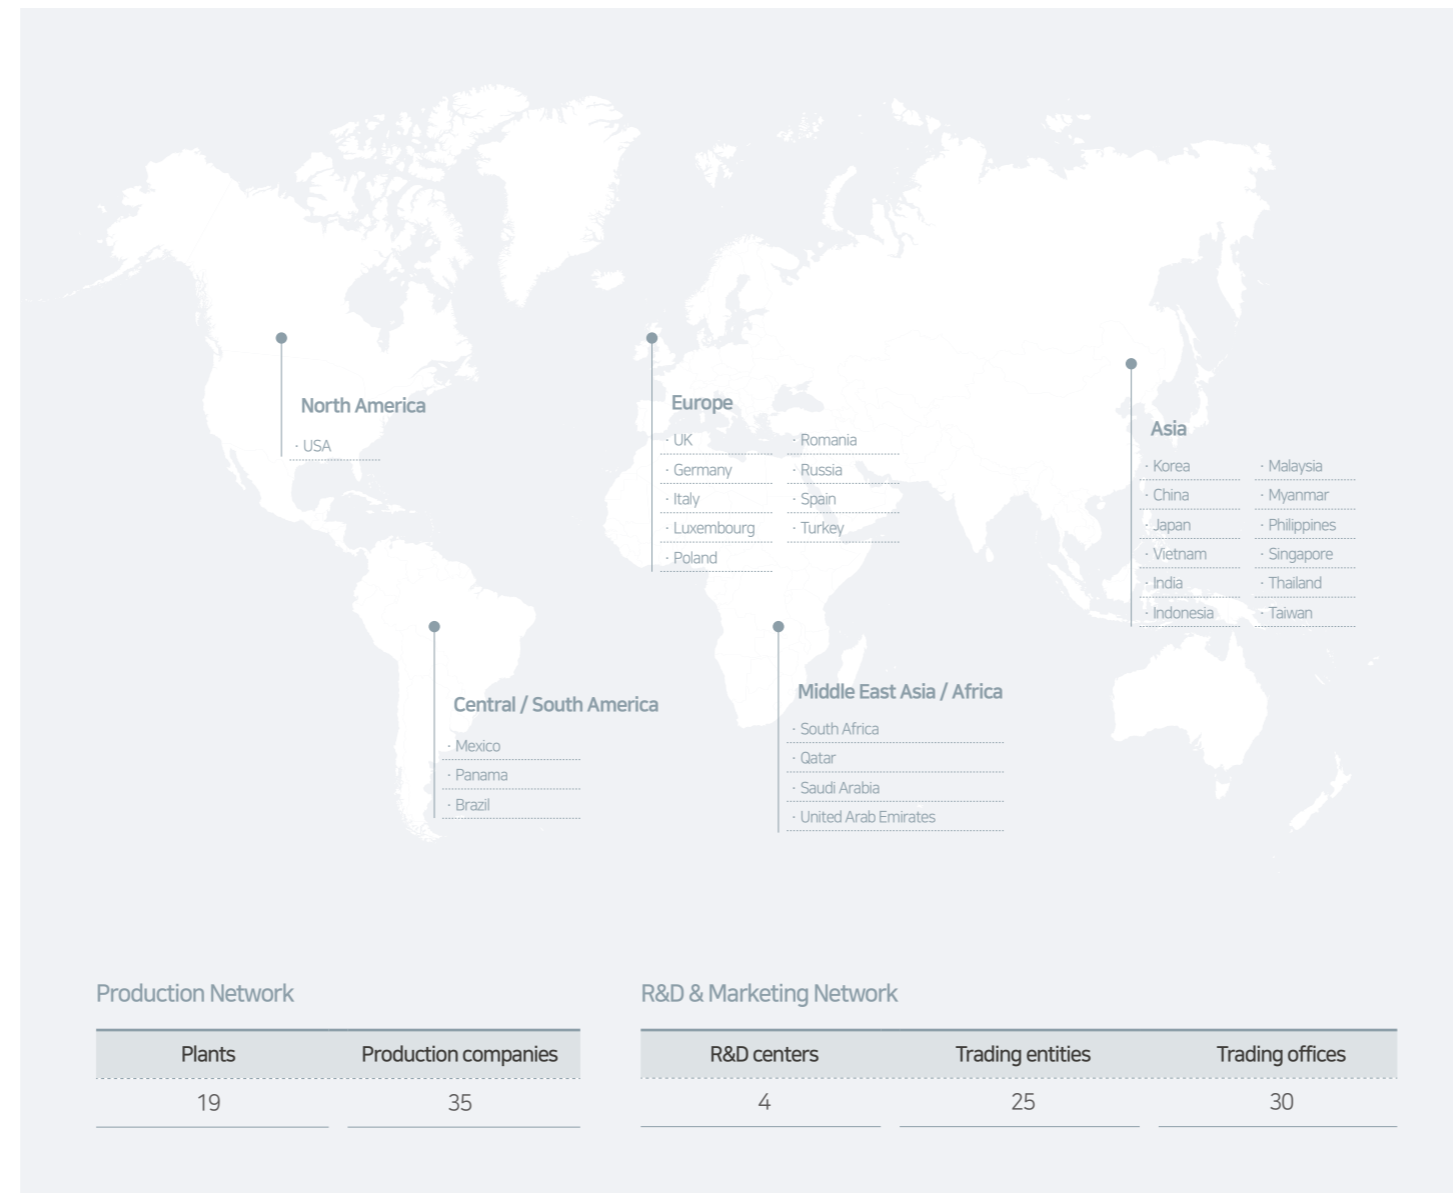 North America
· USA
Europe
· UK
· Germany
· Italy
· Luxembourg
· Poland
· Romania
· Russia
· Spain
· Turkey
Asia
· Korea
· China
· Japan
· Vietnam
· India
· Indonesia
· Malaysia
· Myanmar
· Philippines
· Singapore
· Thailand
· Taiwan
Central / South America
· Mexico
· Panama
· Brazil
Middle East Asia / Africa
· South Africa
· Qatar
· Saudi Arabia
· United Arab Emirates
Production Network
Plants Production companies
19 35
R&D & Marketing Network
R&D centers Trading entities Trading offices
4 25 30